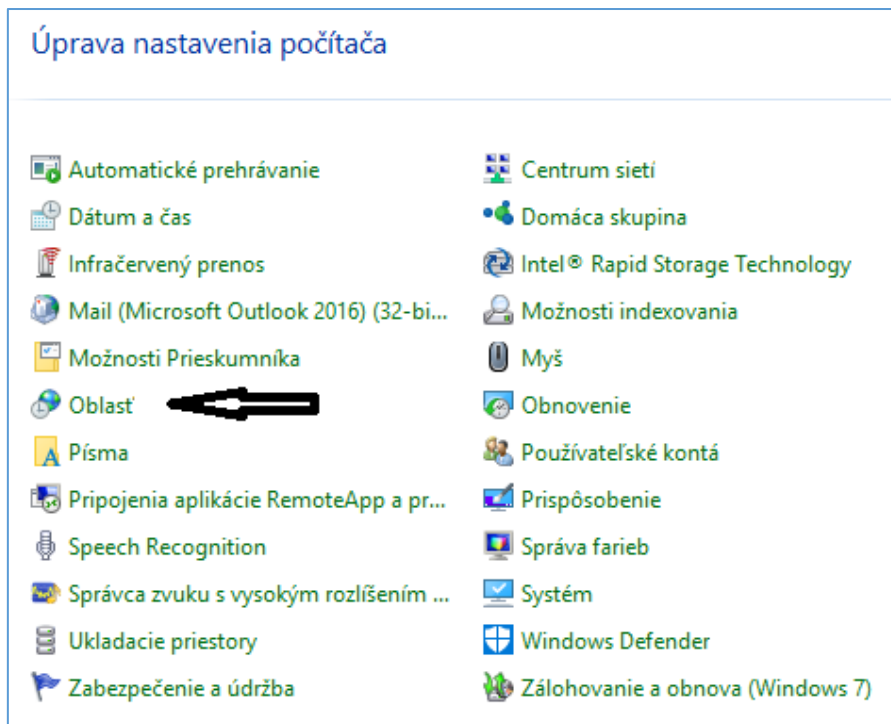 Úprava nastavenia počítača
Automatické prehrávanie
Centrum sietí
Dátum a čas
Domáca skupina
Infračervený prenos
Intel® Rapid Storage Technology
Mail (Microsoft Outlook 2016) (32-bi...
Možnosti indexovania
Možnosti Prieskumníka
Myš
Oblasť
Obnovenie
Písma
Používateľské kontá
Pripojenia aplikácie RemoteApp a pr...
Prispôsobenie
Speech Recognition
Správa farieb
Správca zvuku s vysokým rozlíšením ...
Systém
Ukladacie priestory
Windows Defender
Zabezpečenie a údržba
Zálohovanie a obnova (Windows 7)